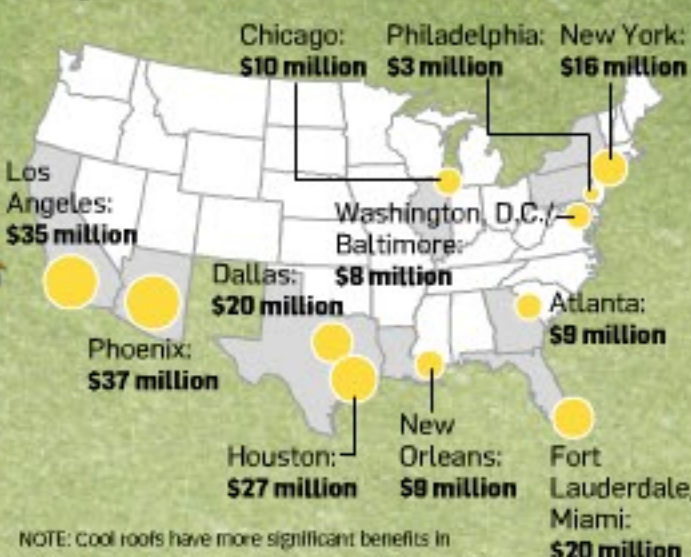 Chicago:
$10 million
Philadelphia:
$3 million
New York:
$16 million
Los
Angeles:
$35 million
Washington, D.C./
Baltimore:
$8 million
Dallas:
$20 million
Atlanta:
$9 million
Phoenix:
$37 million
Houston:
$27 million
New
Orleans:
$9 million
Fort
Lauderdale,
Miami:
$20 million
NOTE: Cool roofs have more significant benefits in